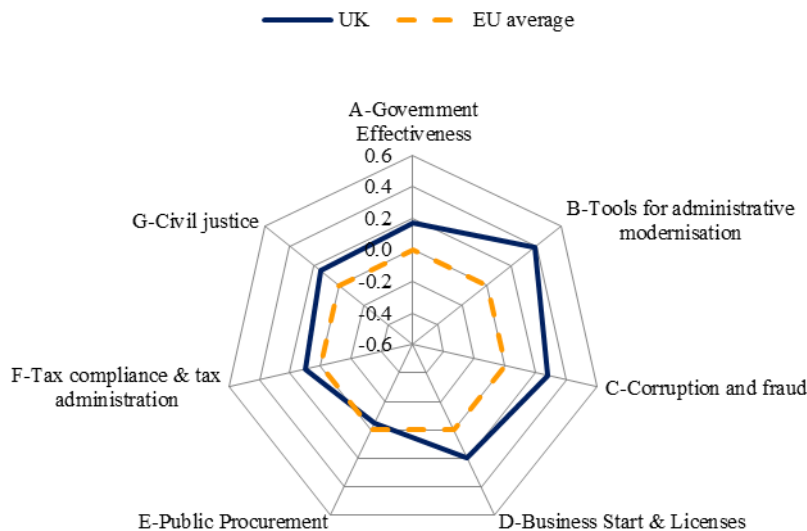 UK EU average
A-Government
Effectiveness
0.6
0.4
0.2
0.0
-0.2
-0.4
-0.6
B-Tools for administrative
modernisation
C-Corruption and fraud
D-Business Start & Licenses
E-Public Procurement
F-Tax compliance & tax
administration
G-Civil justice